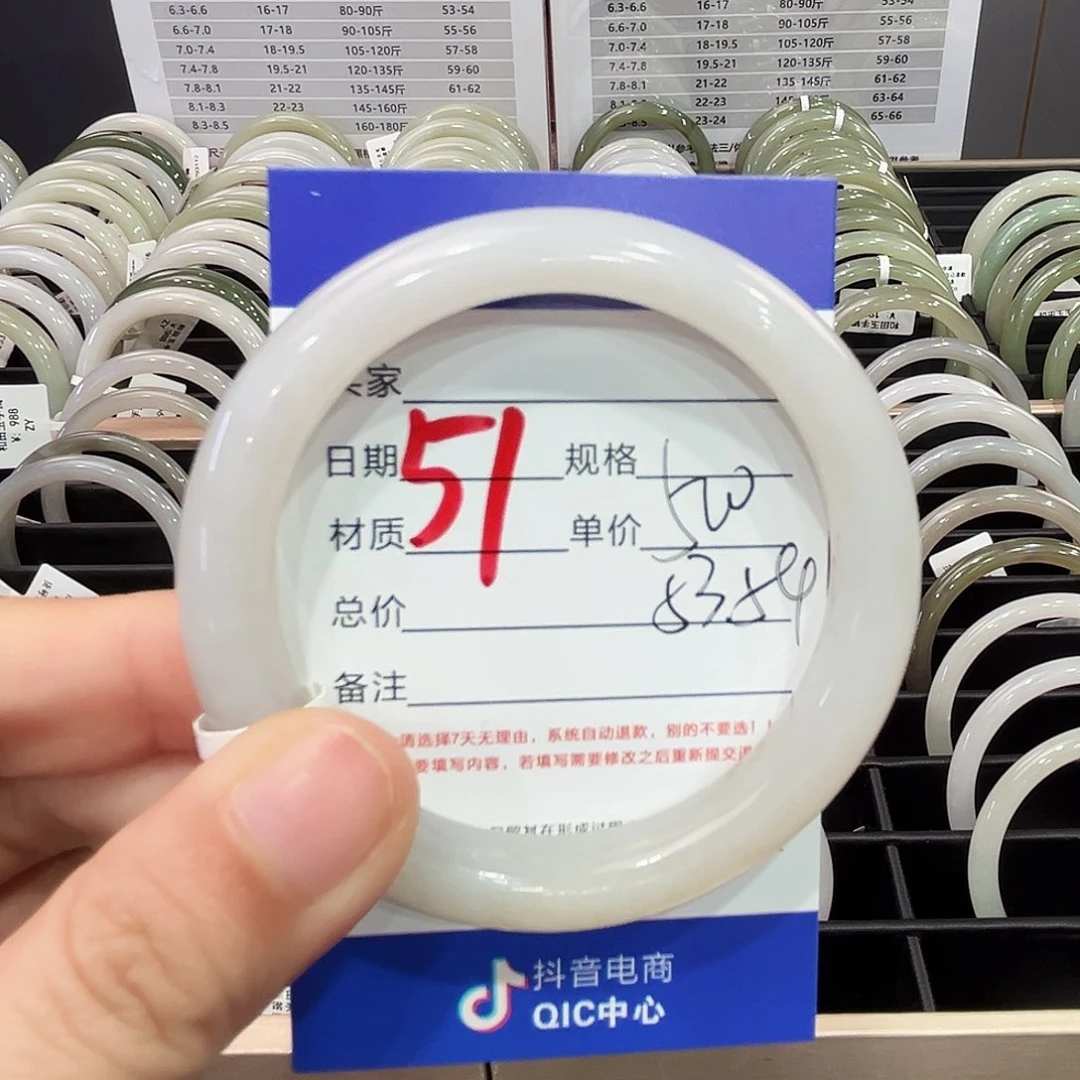 6.3-6.6 16-17 80-90斤 53-54
6.6-7.0 17-18 90-105斤 55-56
7.0-7.4 18-19.5 105-120斤 57-58
7.4-7.8 19.5-21 120-135斤 59-60
7.8-8.1 21-22 135-145斤 61-62
8.1-8.3 22-23 145-160斤
8.3-8.5 160-180斤
6.3-6.6 16-17 80-90斤 53-54
6.6-7.0 17-18 90-105斤 55-56
7.0-7.4 18-19.5 105-120斤 57-58
7.4-7.8 19.5-21 120-135斤 59-60
7.8-8.1 21-22 135-145斤 61-62
22-23 63-64
23-24 65-66
家
日期 51 规格
材质 单价
总价 53.54
备注
请选择7天无理由，系统自动退款，别的不要选！
要填写内容，若填写需要修改之后重新提交
抖音电商
QIC中心
¥: 988
ZY
和田玉手镯